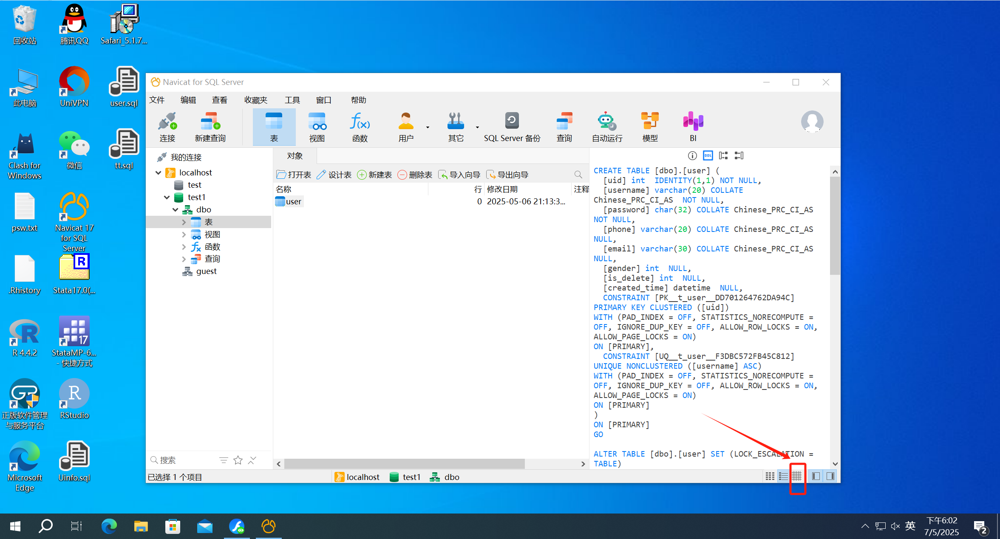 回收站
腾讯QQ
Safari_5.1.7...
此电脑
UniVPN
user.sql
Clash for
Windows
微信
tt.sql
psw.txt
Navicat 17
for SQL
Server
.Rhistory
Stata17.0(...
R 4.4.2
StataMP-6...
- 快捷方式
正版软件管理
与服务平台
RStudio
Microsoft
Edge
Uinfo.sql
Navicat for SQL Server
文件 编辑 查看 收藏夹 工具 窗口 帮助
连接 新建查询 表 视图 函数 用户 其它 SQL Server 备份 查询 自动运行 模型 BI
我的连接
localhost
test
test1
dbo
表
视图
函数
查询
guest
搜索
对象
打开表 设计表 新建表 删除表 导入向导 导出向导
名称 行 修改日期 注释
user 0 2025-05-06 21:13:3...
DDL
CREATE TABLE [dbo].[user] (
[uid] int IDENTITY(1,1) NOT NULL,
[username] varchar(20) COLLATE
Chinese_PRC_CI_AS NOT NULL,
[password] char(32) COLLATE Chinese_PRC_CI_AS
NOT NULL,
[phone] varchar(20) COLLATE Chinese_PRC_CI_AS
NULL,
[email] varchar(30) COLLATE Chinese_PRC_CI_AS
NULL,
[gender] int NULL,
[is_delete] int NULL,
[created_time] datetime NULL,
CONSTRAINT [PK__t_user__DD701264762DA94C]
PRIMARY KEY CLUSTERED ([uid])
WITH (PAD_INDEX = OFF, STATISTICS_NORECOMPUTE =
OFF, IGNORE_DUP_KEY = OFF, ALLOW_ROW_LOCKS = ON,
ALLOW_PAGE_LOCKS = ON)
ON [PRIMARY],
CONSTRAINT [UQ__t_user__F3DBC572FB45C812]
UNIQUE NONCLUSTERED ([username] ASC)
WITH (PAD_INDEX = OFF, STATISTICS_NORECOMPUTE =
OFF, IGNORE_DUP_KEY = OFF, ALLOW_ROW_LOCKS = ON,
ALLOW_PAGE_LOCKS = ON)
ON [PRIMARY]
)
ON [PRIMARY]
GO
ALTER TABLE [dbo].[user] SET (LOCK_ESCALATION =
TABLE)
已选择 1 个项目 localhost test1 dbo
英
下午6:02
7/5/2025
2